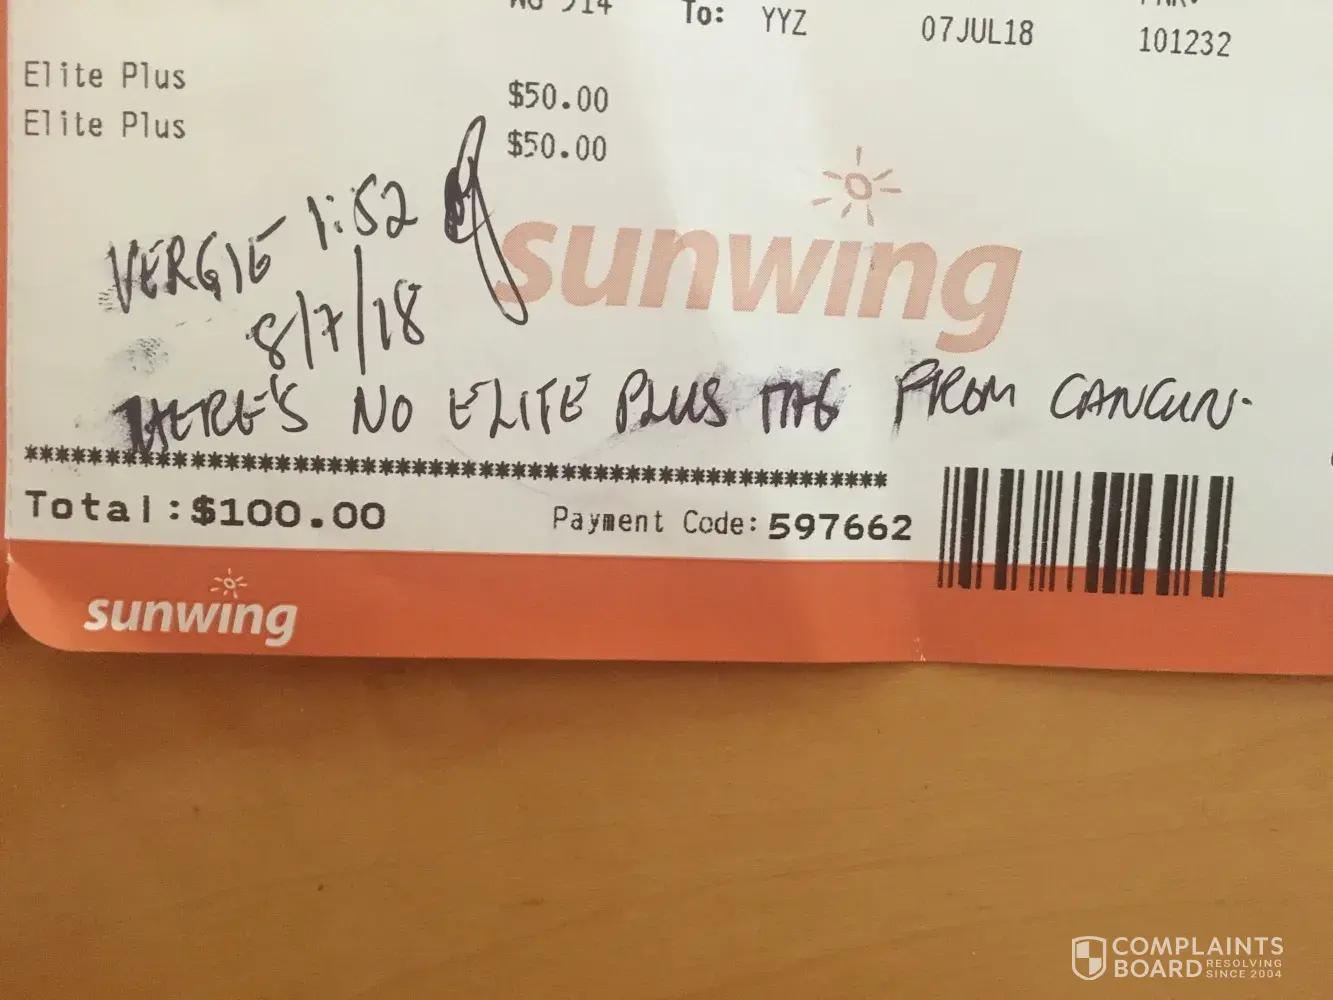 To: YYZ 07JUL18 101232
Elite Plus $50.00
Elite Plus $50.00
VERGIE 1:52
8/7/18
sunwing
THERE'S NO ELITE PLUS TAG FROM CANCUN.
******************************************************
Total:$100.00 Payment Code:597662
sunwing
COMPLAINTS
BOARD RESOLVING
SINCE 2004